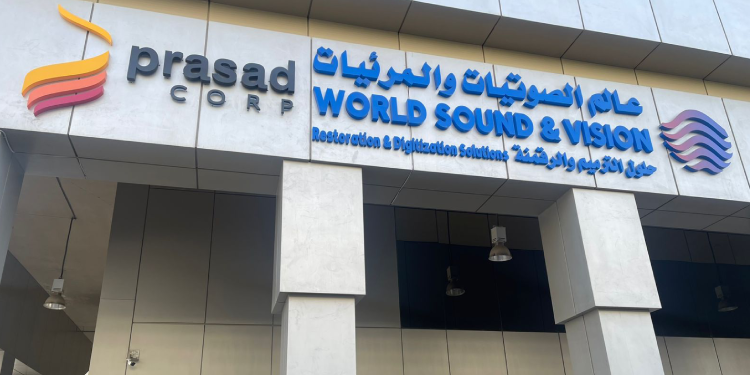 prasad
CORP
عالم الصوتيات والمرئيات
WORLD SOUND & VISION
Restoration & Digitization Solutions حلول الترميم والرقمنة